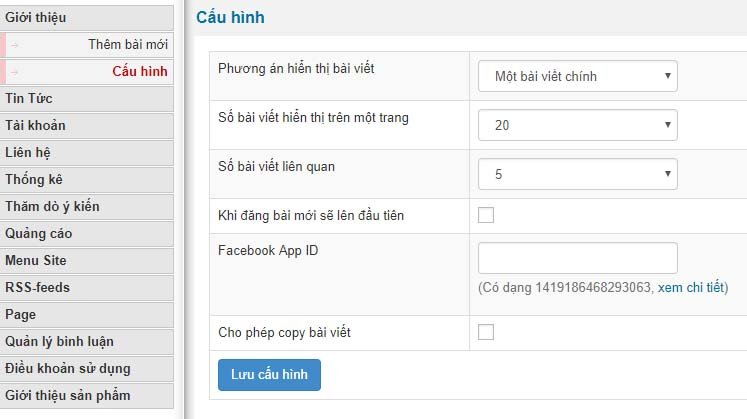 Giới thiệu
Thêm bài mới
Cấu hình
Tin Tức
Tài khoản
Liên hệ
Thống kê
Thăm dò ý kiến
Quảng cáo
Menu Site
RSS-feeds
Page
Quản lý bình luận
Điều khoản sử dụng
Giới thiệu sản phẩm
Cấu hình
Phương án hiển thị bài viết
Một bài viết chính
Số bài viết hiển thị trên một trang
20
Số bài viết liên quan
5
Khi đăng bài mới sẽ lên đầu tiên
Facebook App ID
(Có dạng 1419186468293063, xem chi tiết)
Cho phép copy bài viết
Lưu cấu hình